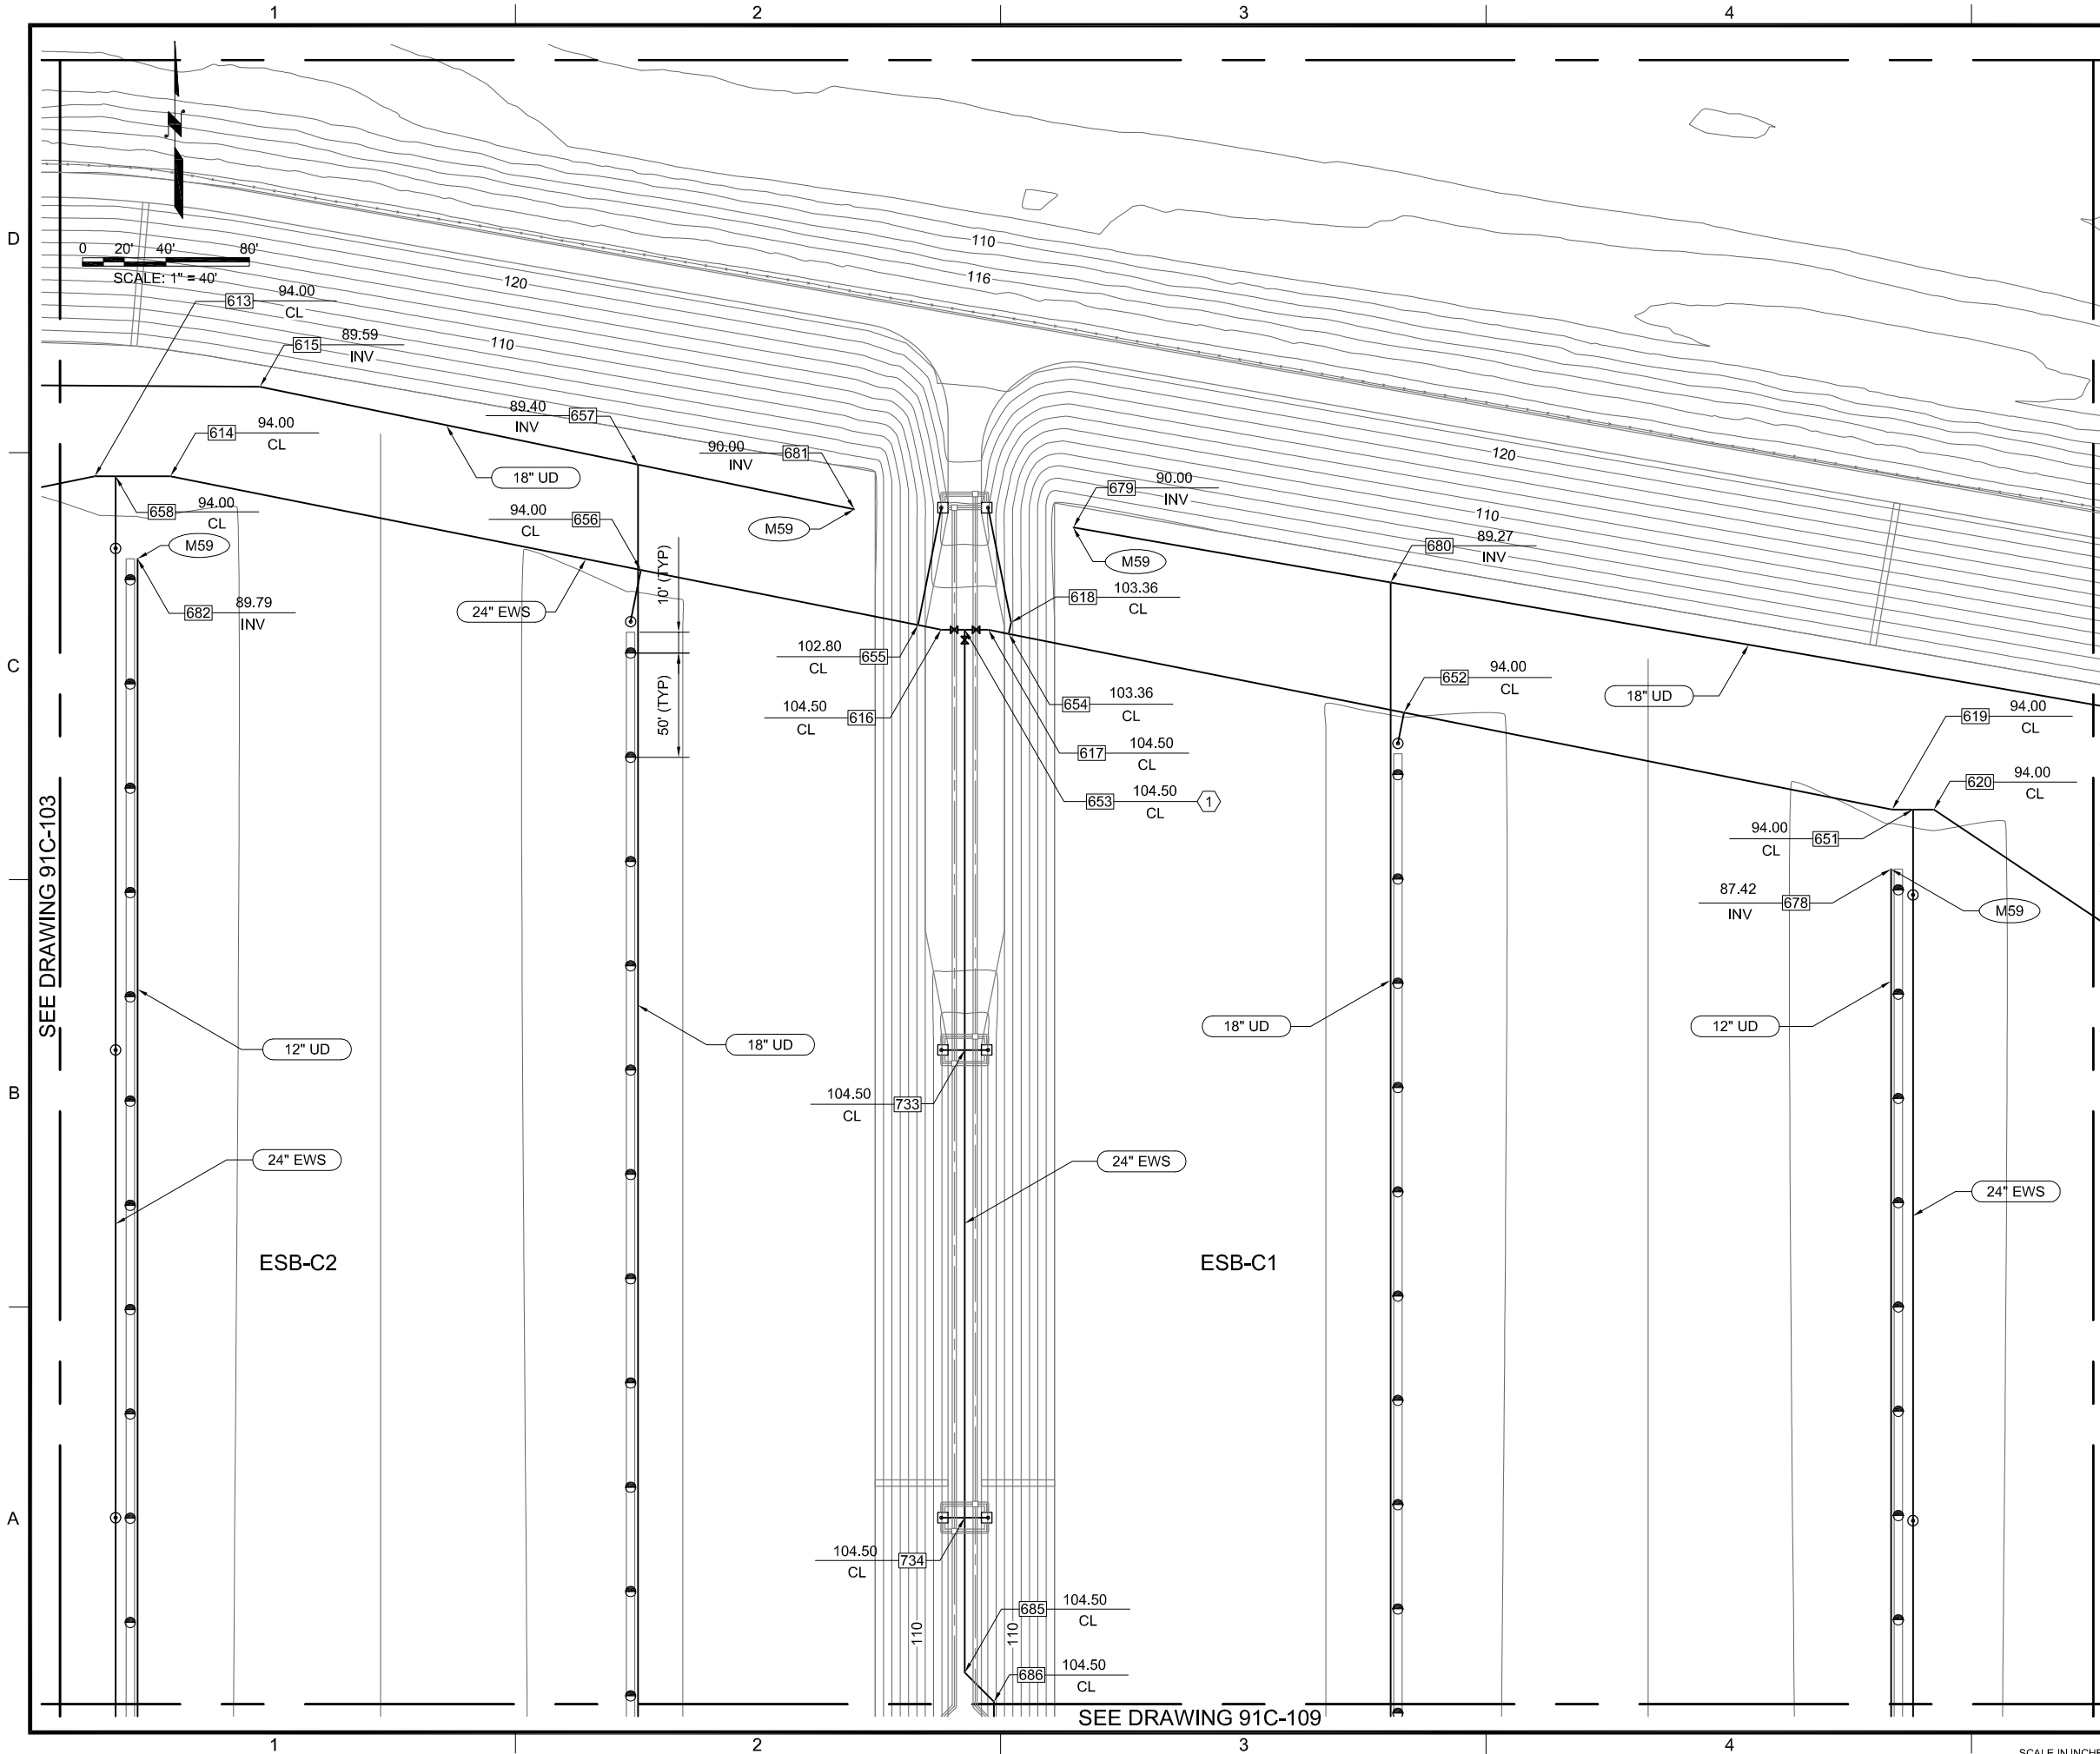 1
2
3
4
D
C
B
A
0 20' 40' 80'
SCALE: 1" = 40'
110
116
120
613 94.00
CL
615 89.59
INV
110
89.40 657
INV
614 94.00
CL
18" UD
90.00 681
INV
120
679 90.00
INV
658 94.00
CL
94.00 656
CL
M59
110
M59
680 89.27
INV
M59
10' (TYP)
682 89.79
INV
24" EWS
618 103.36
CL
102.80 655
CL
652 94.00
CL
18" UD
50' (TYP)
104.50 616
CL
654 103.36
CL
619 94.00
CL
617 104.50
CL
620 94.00
CL
653 104.50 1
CL
94.00 651
CL
SEE DRAWING 91C-103
87.42 678
INV
M59
12" UD
18" UD
18" UD
12" UD
104.50 733
CL
24" EWS
24" EWS
24" EWS
ESB-C2
ESB-C1
104.50 734
CL
685 104.50
CL
110
110
686 104.50
CL
SEE DRAWING 91C-109
1
2
3
4
SCALE IN INCHE